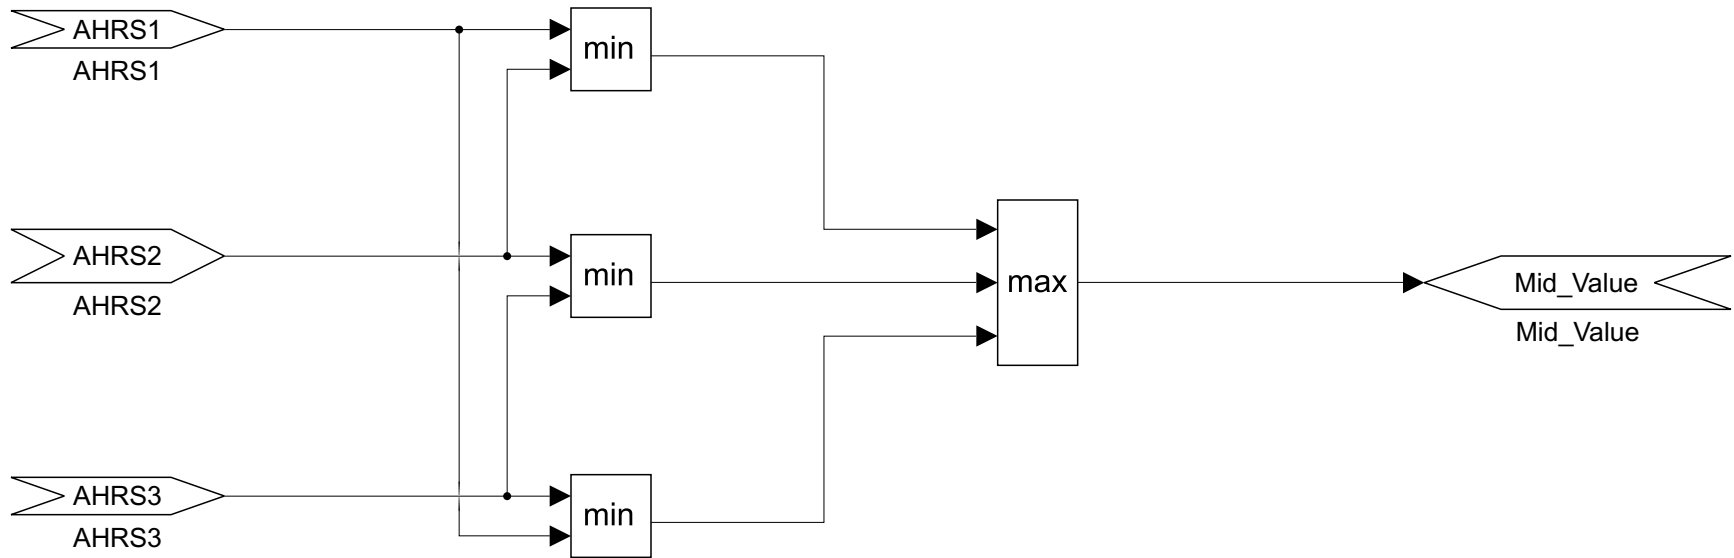 AHRS1
AHRS1
min
AHRS2
AHRS2
min
max
Mid_Value
Mid_Value
AHRS3
AHRS3
min